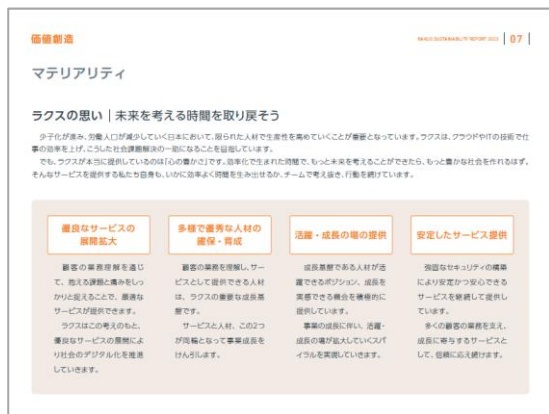 価値創造
RAKUS SUSTAINABILITY REPORT 2023 | 07
マテリアリティ
ラクスの思い | 未来を考える時間を取り戻そう
少子化が進み、労働人口が減少していく日本において、限られた人材で生産性を高めていくことが重要となっています。ラクスは、クラウドやITの技術で仕
事の効率を上げ、こうした社会課題解決の一助になることを目指しています。
でも、ラクスが本当に提供しているのは「心の豊かさ」です。効率化で生まれた時間で、もっと未来を考えることができたら、もっと豊かな社会を作れるはず。
そんなサービスを提供する私たち自身も、いかに効率よく時間を生み出せるか、チームで考え抜き、行動を続けています。
優良なサービスの
展開拡大
顧客の業務理解を通じ
て、抱える課題と痛みをしっ
かりと捉えることで、最適な
サービスが提供できます。
ラクスはこの考えのもと、
優良なサービスの展開によ
り社会のデジタル化を推進
していきます。
多様で優秀な人材の
確保・育成
顧客の業務を理解し、サー
ビスとして提供できる人材
は、ラクスの重要な成長基
盤です。
サービスと人材、この2つ
が両輪となって事業成長を
けん引します。
活躍・成長の場の提供
成長基盤である人材が活
躍できるポジション、成長を
実感できる機会を積極的に
提供しています。
事業の成長に伴い、活躍・
成長の場が拡大していくスパ
イラルを実現していきます。
安定したサービス提供
強固なセキュリティの構築
により安定かつ安心できる
サービスを継続して提供し
ています。
多くの顧客の業務を支え、
成長に寄与するサービスと
して、信頼に応え続けます。